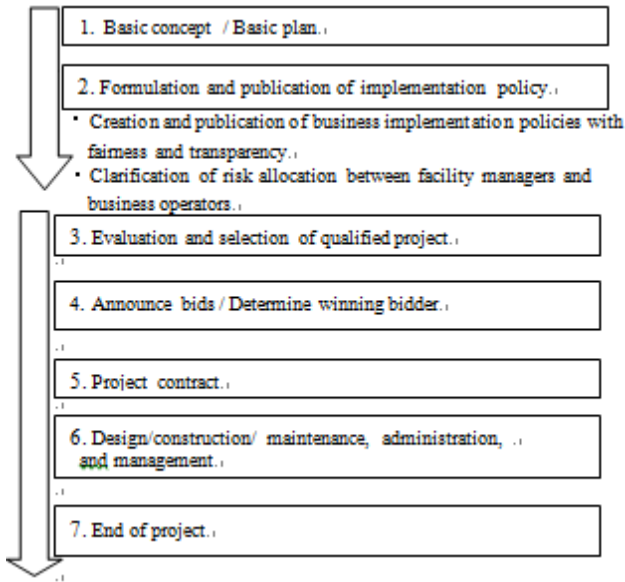 1. Basic concept / Basic plan.
2. Formulation and publication of implementation policy.
・ Creation and publication of business implementation policies with
fairness and transparency.
・ Clarification of risk allocation between facility managers and
business operators.
3. Evaluation and selection of qualified project.
4. Announce bids / Determine winning bidder.
5. Project contract.
6. Design/construction/ maintenance, administration,
and management.
7. End of project.